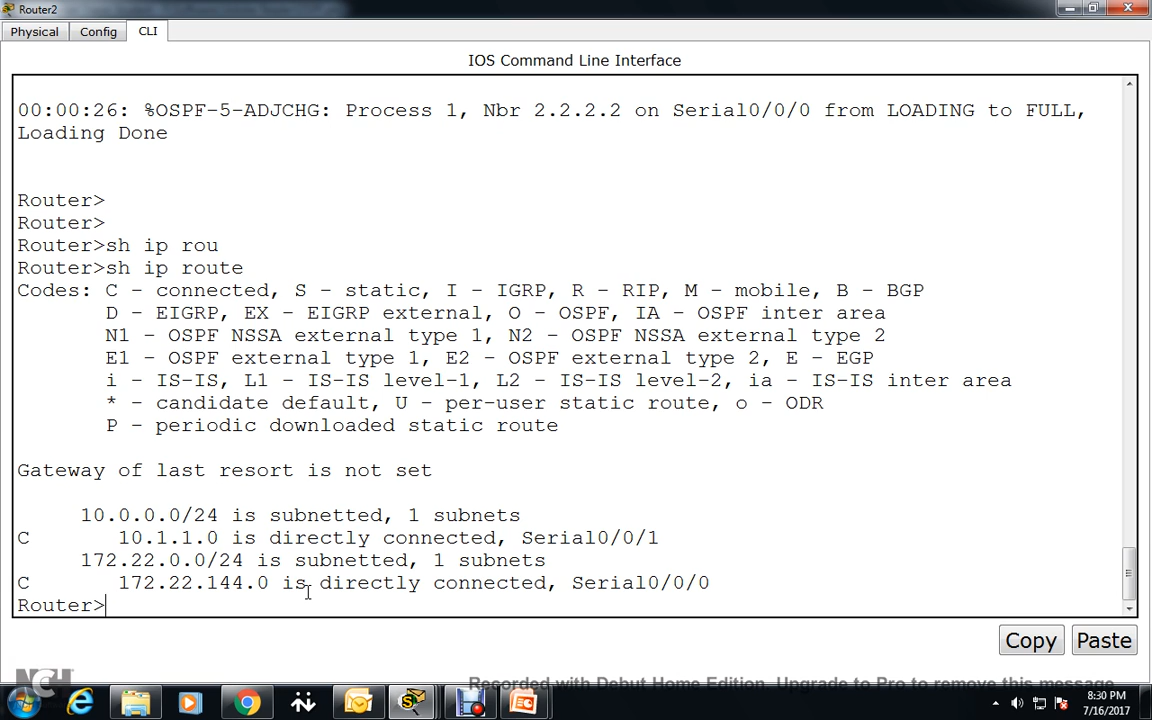 Router2
Physical Config CLI
IOS Command Line Interface
00:00:26: %OSPF-5-ADJCHG: Process 1, Nbr 2.2.2.2 on Serial0/0/0 from LOADING to FULL,
Loading Done
Router>
Router>
Router>sh ip rou
Router>sh ip route
Codes: C - connected, S - static, I - IGRP, R - RIP, M - mobile, B - BGP
D - EIGRP, EX - EIGRP external, O - OSPF, IA - OSPF inter area
N1 - OSPF NSSA external type 1, N2 - OSPF NSSA external type 2
E1 - OSPF external type 1, E2 - OSPF external type 2, E - EGP
i - IS-IS, L1 - IS-IS level-1, L2 - IS-IS level-2, ia - IS-IS inter area
* - candidate default, U - per-user static route, o - ODR
P - periodic downloaded static route
Gateway of last resort is not set
10.0.0.0/24 is subnetted, 1 subnets
C 10.1.1.0 is directly connected, Serial0/0/1
172.22.0.0/24 is subnetted, 1 subnets
C 172.22.144.0 is directly connected, Serial0/0/0
Router>
Copy Paste
NCH
Recorded with Debut Home Edition. Upgrade to Pro to remove this message
8:30 PM
7/16/2017